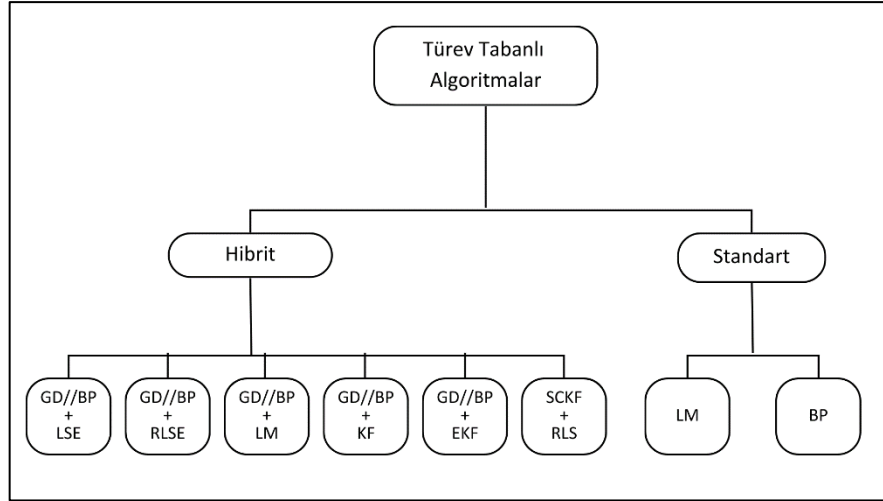 Türev Tabanlı
Algoritmalar
Hibrit
Standart
GD//BP
+
LSE
GD//BP
+
RLSE
GD//BP
+
LM
GD//BP
+
KF
GD//BP
+
EKF
SCKF
+
RLS
LM
BP